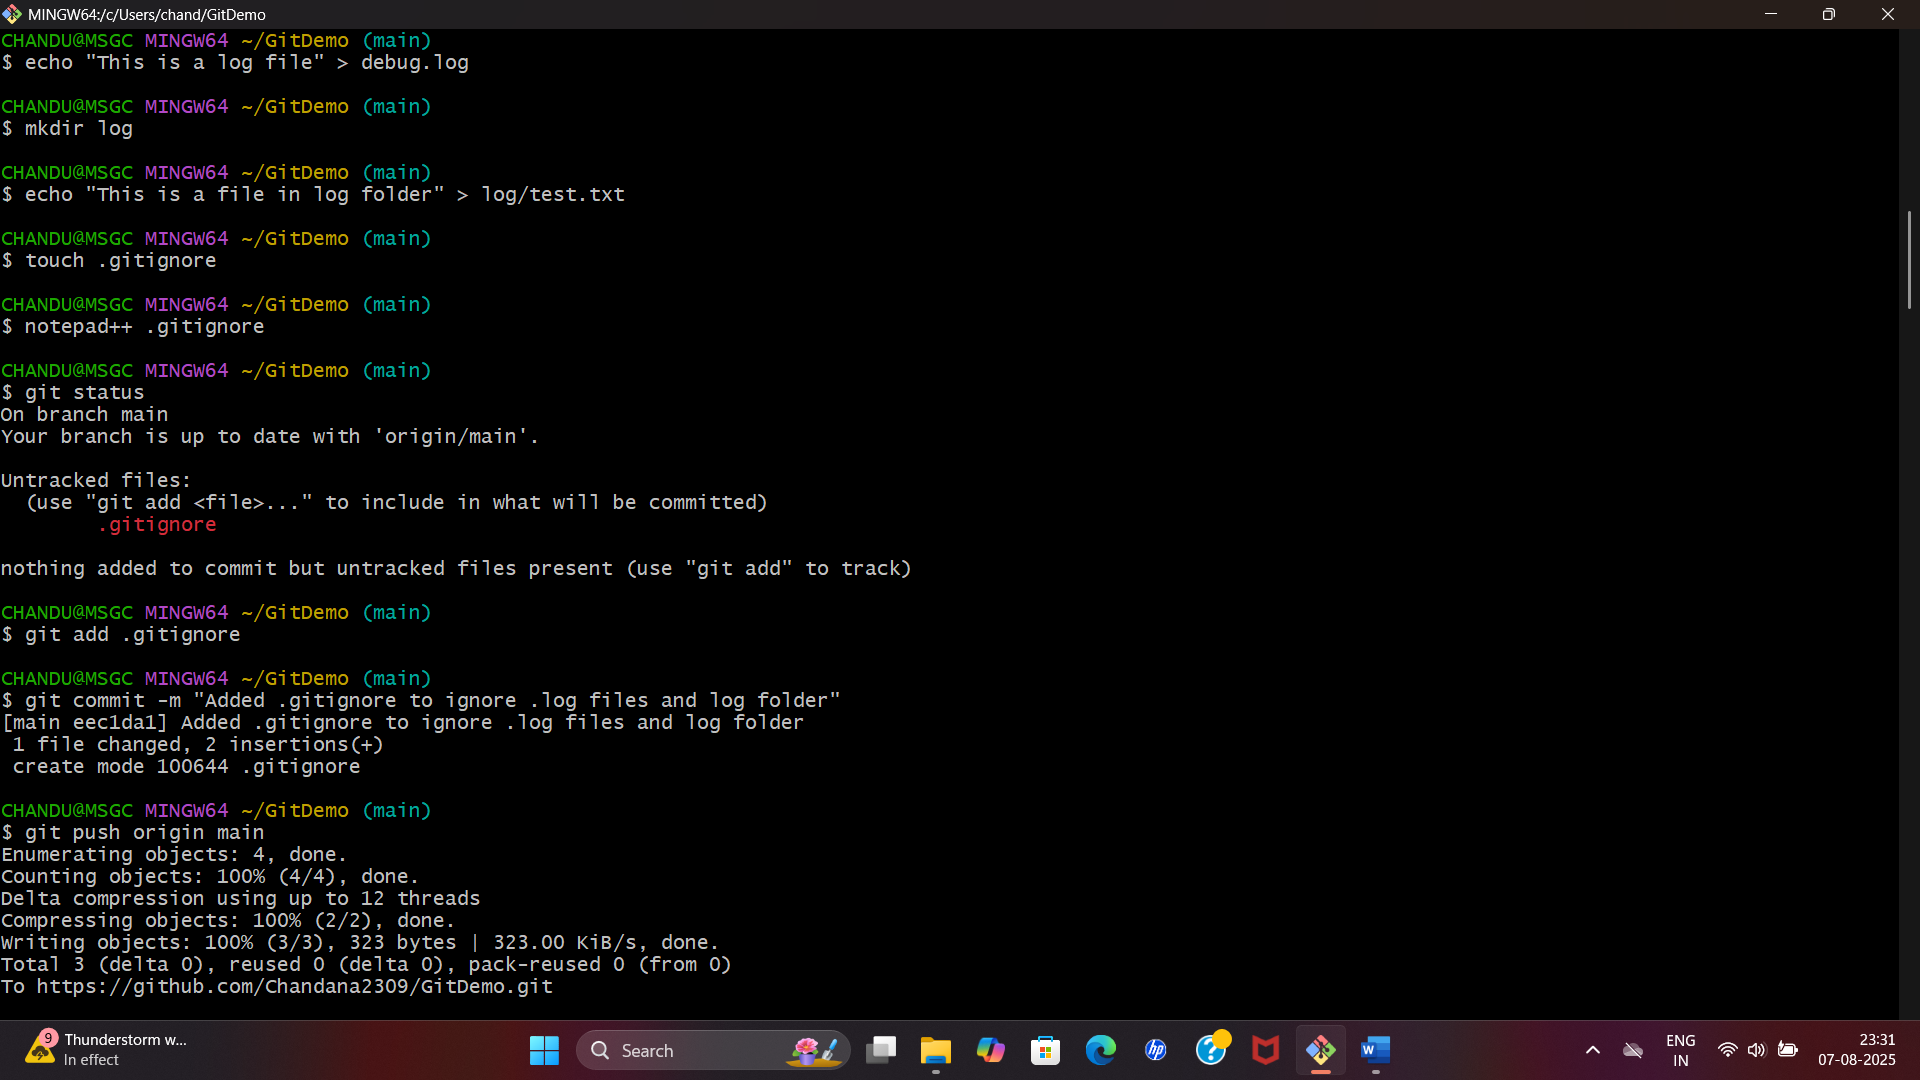 MINGW64:/c/Users/chand/GitDemo
CHANDU@MSGC MINGW64 ~/GitDemo (main)
$ echo "This is a log file" > debug.log
CHANDU@MSGC MINGW64 ~/GitDemo (main)
$ mkdir log
CHANDU@MSGC MINGW64 ~/GitDemo (main)
$ echo "This is a file in log folder" > log/test.txt
CHANDU@MSGC MINGW64 ~/GitDemo (main)
$ touch .gitignore
CHANDU@MSGC MINGW64 ~/GitDemo (main)
$ notepad++ .gitignore
CHANDU@MSGC MINGW64 ~/GitDemo (main)
$ git status
On branch main
Your branch is up to date with 'origin/main'.
Untracked files:
  (use "git add <file>..." to include in what will be committed)
        .gitignore
nothing added to commit but untracked files present (use "git add" to track)
CHANDU@MSGC MINGW64 ~/GitDemo (main)
$ git add .gitignore
CHANDU@MSGC MINGW64 ~/GitDemo (main)
$ git commit -m "Added .gitignore to ignore .log files and log folder"
[main eec1da1] Added .gitignore to ignore .log files and log folder
 1 file changed, 2 insertions(+)
 create mode 100644 .gitignore
CHANDU@MSGC MINGW64 ~/GitDemo (main)
$ git push origin main
Enumerating objects: 4, done.
Counting objects: 100% (4/4), done.
Delta compression using up to 12 threads
Compressing objects: 100% (2/2), done.
Writing objects: 100% (3/3), 323 bytes | 323.00 KiB/s, done.
Total 3 (delta 0), reused 0 (delta 0), pack-reused 0 (from 0)
To https://github.com/Chandana2309/GitDemo.git
9
Thunderstorm w...
In effect
Search
hp
?
W
ENG
IN
23:31
07-08-2025